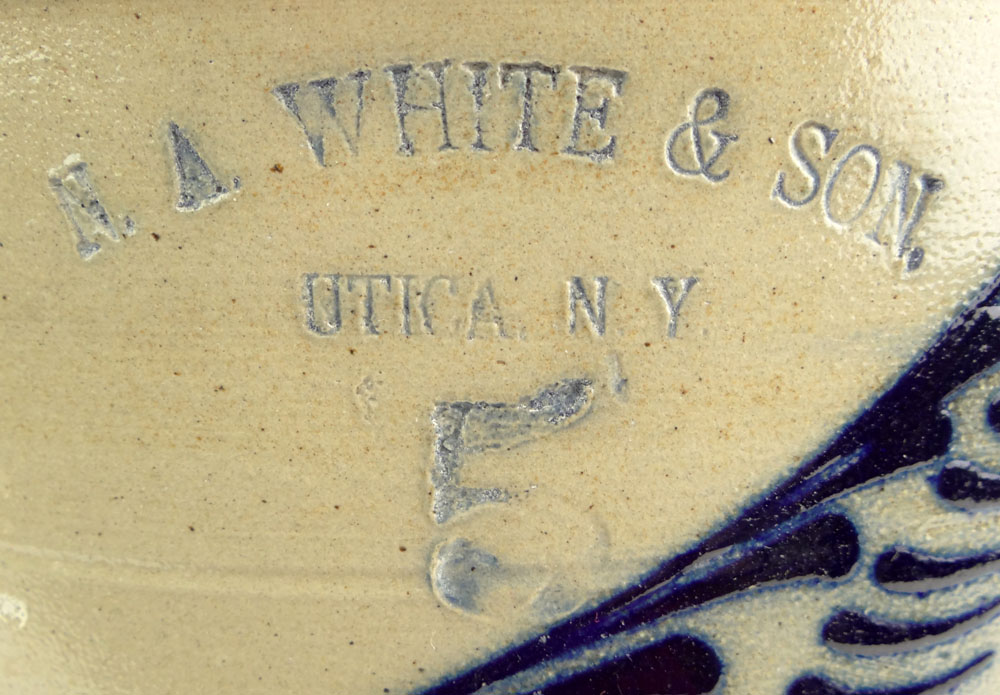 N. A. WHITE & SON.
UTICA. N. Y.
5